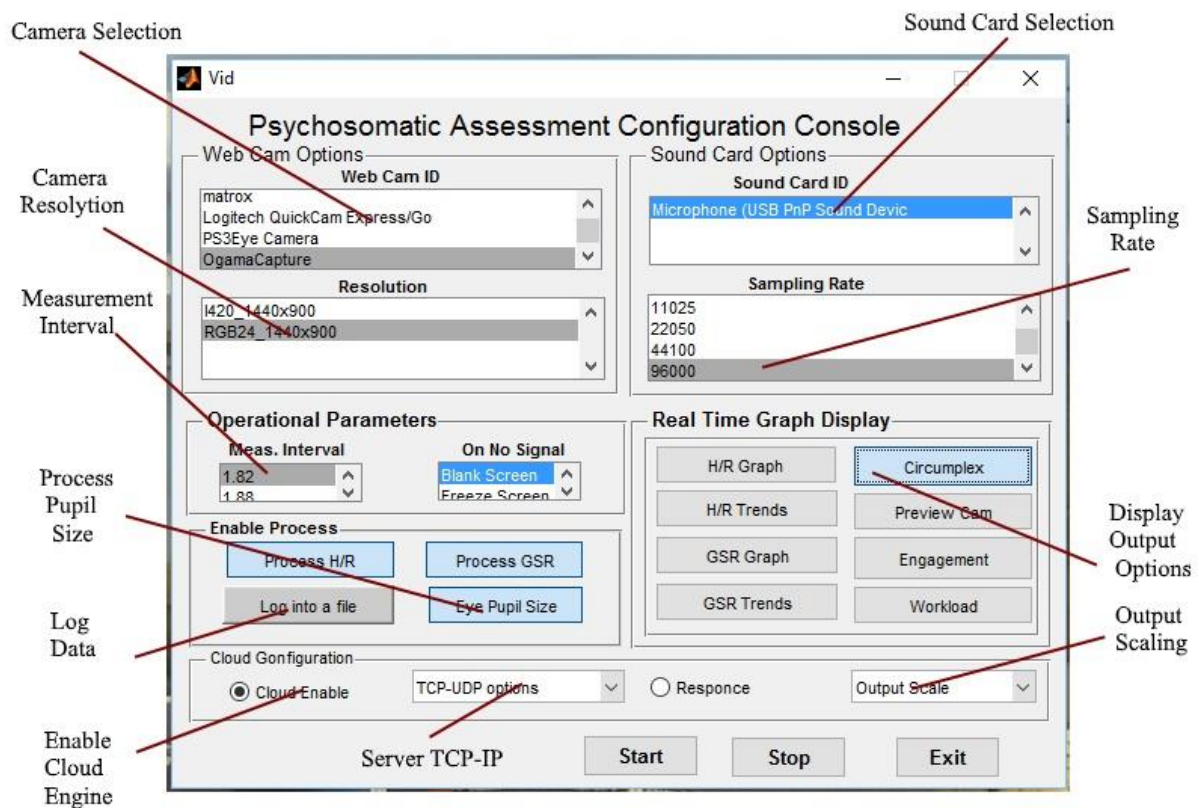 Camera Selection
Sound Card Selection
Vid
Psychosomatic Assessment Configuration Console
Camera
Resolytion
Web Cam Options
Web Cam ID
matrox
Logitech QuickCam Express/Go
PS3Eye Camera
OgamaCapture
Resolution
I420_1440x900
RGB24_1440x900
Sound Card Options
Sound Card ID
Microphone (USB PnP Sound Devic
Sampling Rate
11025
22050
44100
96000
Sampling
Rate
Measurement
Interval
Operational Parameters
Meas. Interval
1.82
1.88
On No Signal
Blank Screen
Freeze Screen
Real Time Graph Display
H/R Graph
Circumplex
H/R Trends
Preview Cam
GSR Graph
Engagement
GSR Trends
Workload
Process
Pupil
Size
Enable Process
Process H/R
Process GSR
Log into a file
Eye Pupil Size
Display
Output
Options
Log
Data
Output
Scaling
Cloud Gonfiguration
Cloud Enable
TCP-UDP options
Responce
Output Scale
Enable
Cloud
Engine
Server TCP-IP
Start
Stop
Exit